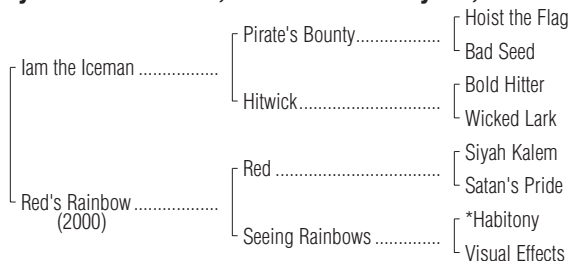 Hoist the Flag
Pirate's Bounty
Bad Seed
Iam the Iceman
Bold Hitter
Hitwick
Wicked Lark
Siyah Kalem
Red
Satan's Pride
Red's Rainbow
(2000)
*Habitony
Seeing Rainbows
Visual Effects